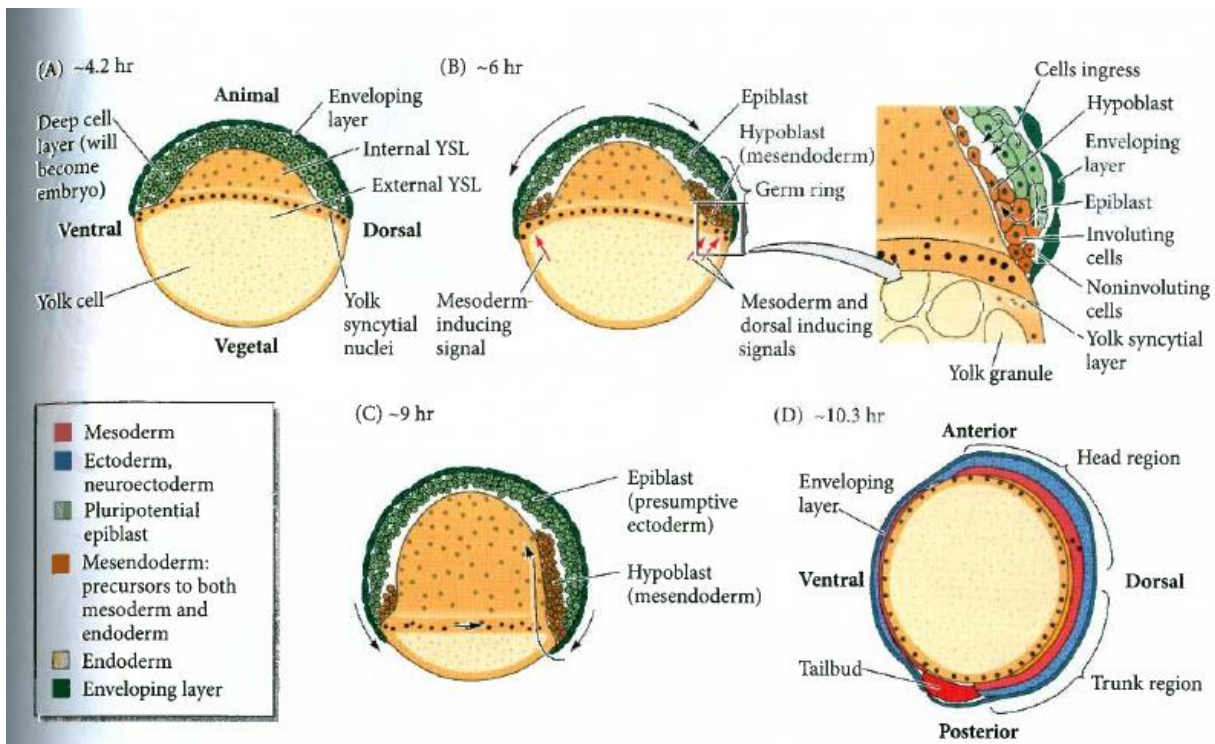 (A) ~4.2 hr
Animal
Enveloping
layer
Deep cell
layer (will
become
embryo)
Internal YSL
External YSL
Ventral
Dorsal
Yolk cell
Yolk
syncytial
nuclei
Vegetal
(B) ~6 hr
Epiblast
Hypoblast
(mesendoderm)
Germ ring
Mesoderm-
inducing
signal
Mesoderm and
dorsal inducing
signals
Cells ingress
Hypoblast
Enveloping
layer
Epiblast
Involuting
cells
Noninvoluting
cells
Yolk syncytial
layer
Yolk granule
Mesoderm
Ectoderm,
neuroectoderm
Pluripotential
epiblast
Mesendoderm:
precursors to both
mesoderm and
endoderm
Endoderm
Enveloping layer
(C) ~9 hr
Epiblast
(presumptive
ectoderm)
Hypoblast
(mesendoderm)
(D) ~10.3 hr
Anterior
Head region
Enveloping
layer
Ventral
Dorsal
Tailbud
Trunk region
Posterior